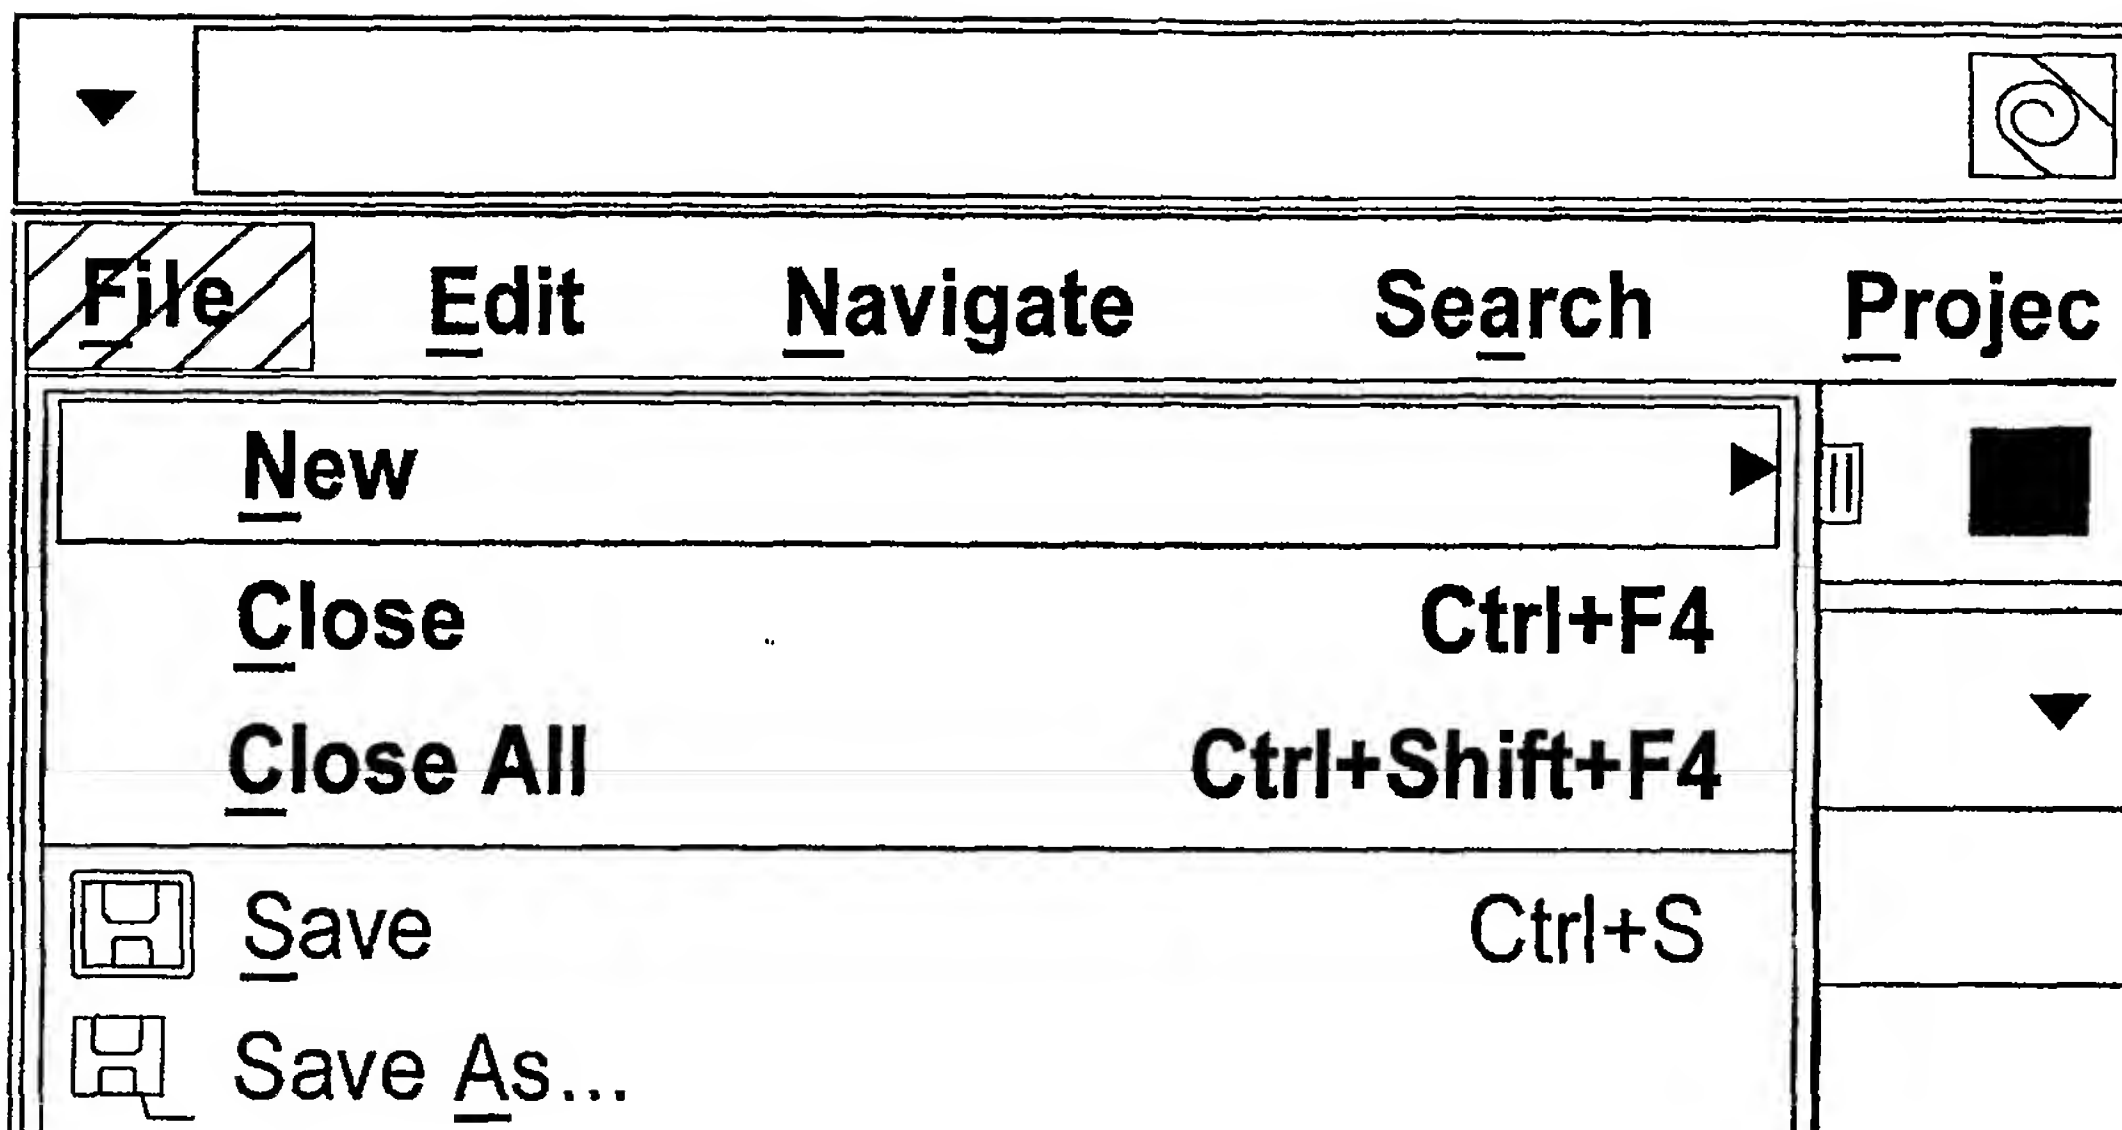 File Edit Navigate Search Projec
New
Close Ctrl+F4
Close All Ctrl+Shift+F4
Save Ctrl+S
Save As...